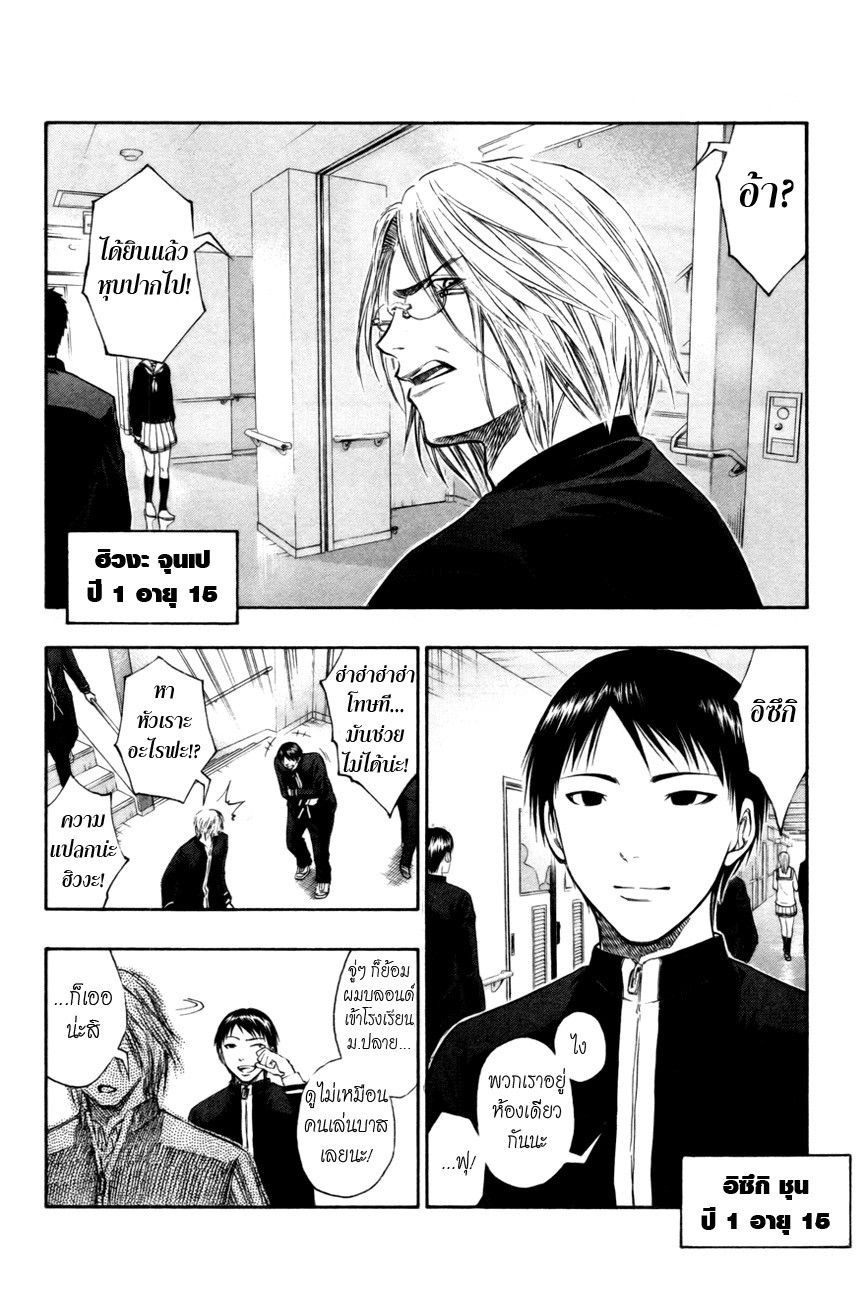 อ้า?
ได้ยินแล้ว
หุบปากไป!
ฮิวงะ จุนเป
ปี 1 อายุ 15
อิซึกิ
ไง
พวกเราอยู่
ห้องเดียว
กันนะ
...ฟุ!
อิซึกิ ชุน
ปี 1 อายุ 15
ฮ่าฮ่าฮ่าฮ่า
โทษที...
มันช่วย
ไม่ได้น่ะ!
หา
หัวเราะ
อะไรฟะ!?
ความ
แปลกน่ะ
ฮิวงะ!
จู่ๆ ก็ย้อม
ผมบลอนด์
เข้าโรงเรียน
ม.ปลาย...
ดูไม่เหมือน
คนเล่นบาส
เลยนะ!
...ก็เออ
น่ะสิ